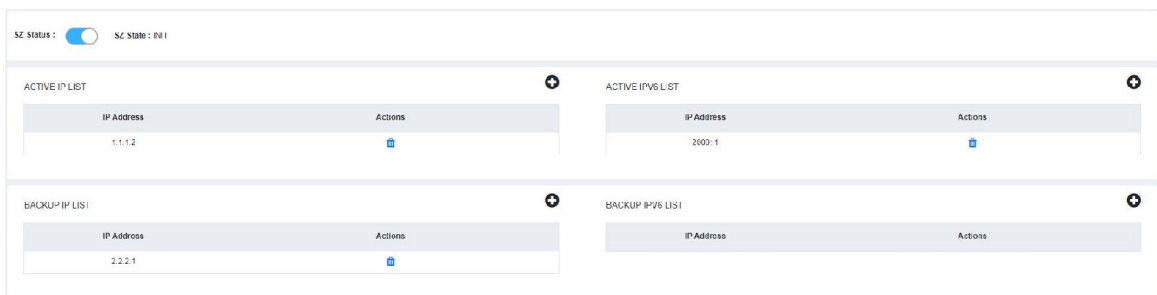 SZ Status : SZ State : INIT
ACTIVE IP LIST
IP Address Actions
1.1.1.2
ACTIVE IPV6 LIST
IP Address Actions
2000::1
BACKUP IP LIST
IP Address Actions
2.2.2.1
BACKUP IPV6 LIST
IP Address Actions